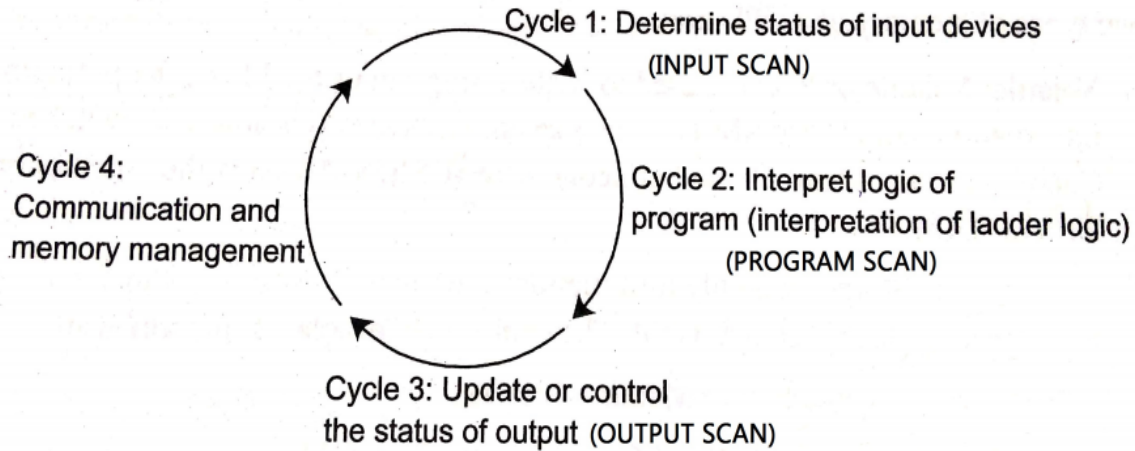 Cycle 1: Determine status of input devices
(INPUT SCAN)
Cycle 2: Interpret logic of
program (interpretation of ladder logic)
(PROGRAM SCAN)
Cycle 3: Update or control
the status of output (OUTPUT SCAN)
Cycle 4:
Communication and
memory management